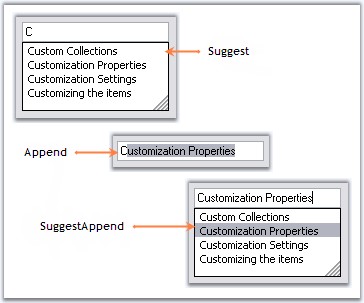 C
Custom Collections
Customization Properties
Customization Settings
Customizing the items
Suggest
Append
Customization Properties
Customization Properties
SuggestAppend
Custom Collections
Customization Properties
Customization Settings
Customizing the items